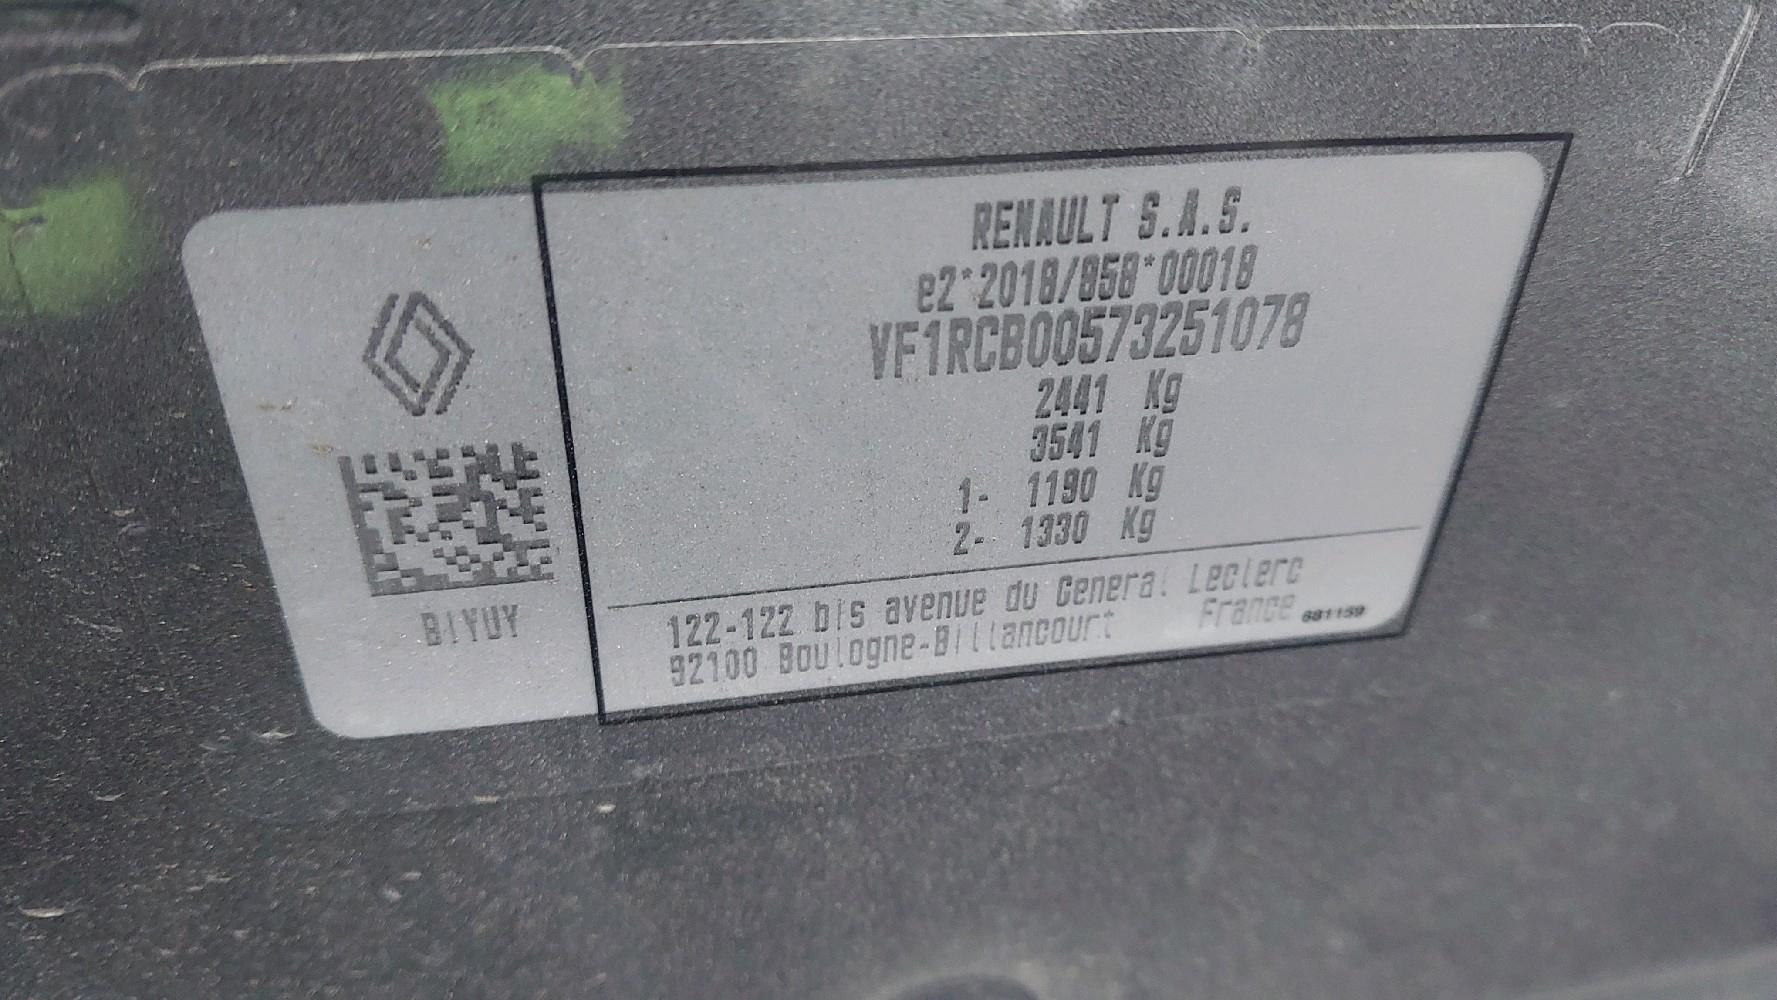 RENAULT S.A.S.
e2*2018/858*00018
VF1RCB00573251078
2441 Kg
3541 Kg
1- 1190 Kg
2- 1330 Kg
122-122 bis avenue du General Leclerc
92100 Boulogne-Billancourt France 681159